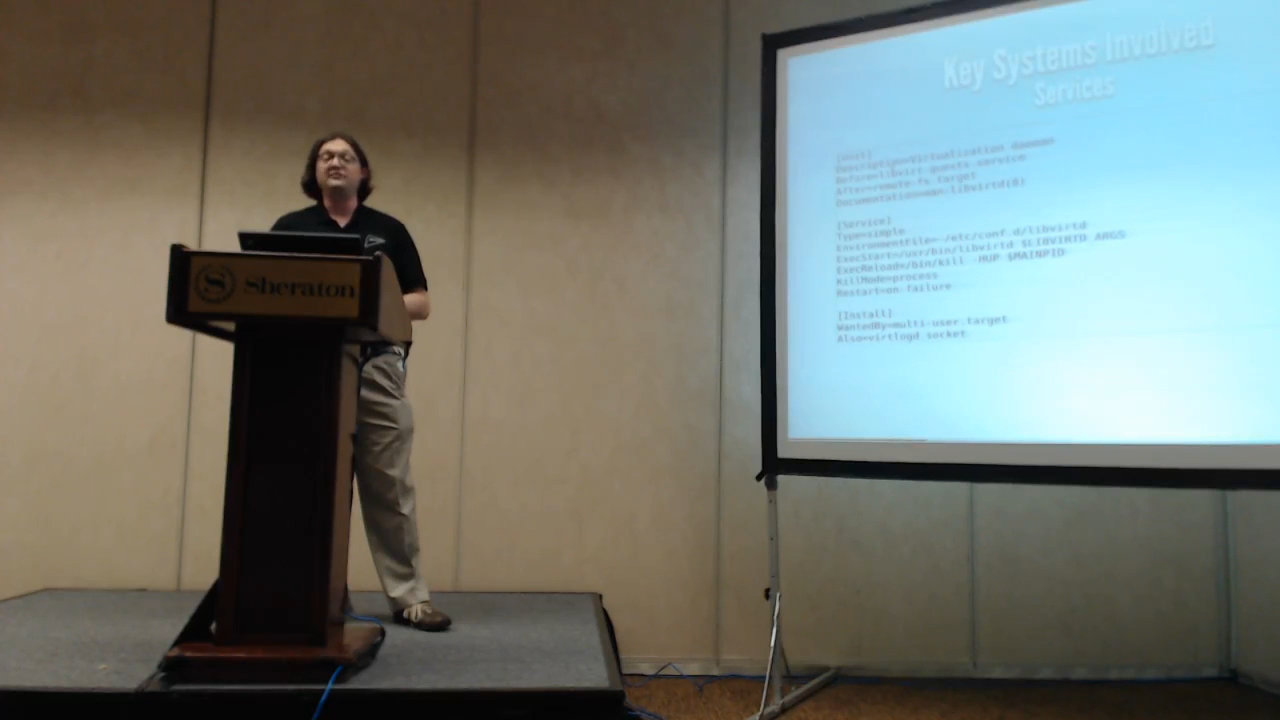 Key Systems Involved
Services
[Unit]
Description=Virtualization daemon
Before=libvirt-guests.service
After=remote-fs.target
Documentation=man:libvirtd(8)
[Service]
Type=simple
EnvironmentFile=-/etc/conf.d/libvirtd
ExecStart=/usr/bin/libvirtd $LIBVIRTD_ARGS
ExecReload=/bin/kill -HUP $MAINPID
KillMode=process
Restart=on-failure
[Install]
WantedBy=multi-user.target
Also=virtlogd.socket
S Sheraton